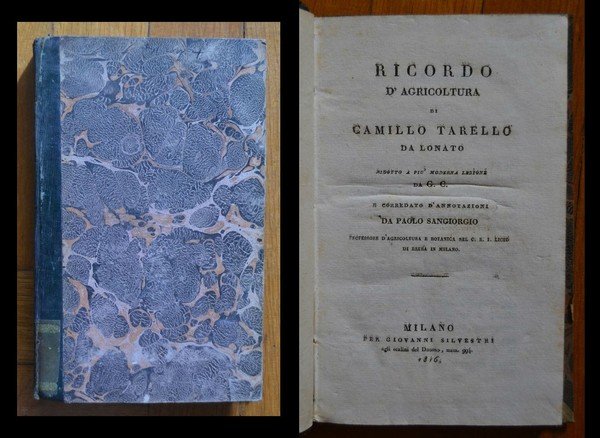 RICORDO
D'AGRICOLTURA
DI
CAMILLO TARELLO
DA LONATO
RIDOTTO A PIU' MODERNA LEZIONE
DA G. C.
E CORREDATO D'ANNOTAZIONI
DA PAOLO SANGIORGIO
PROFESSORE D'AGRICOLTURA E BOTANICA NEL C. R. I. LICEO
DI BRERA IN MILANO.
MILANO
PER GIOVANNI SILVESTRI
agli scalini del Duomo, num. 994.
1816.